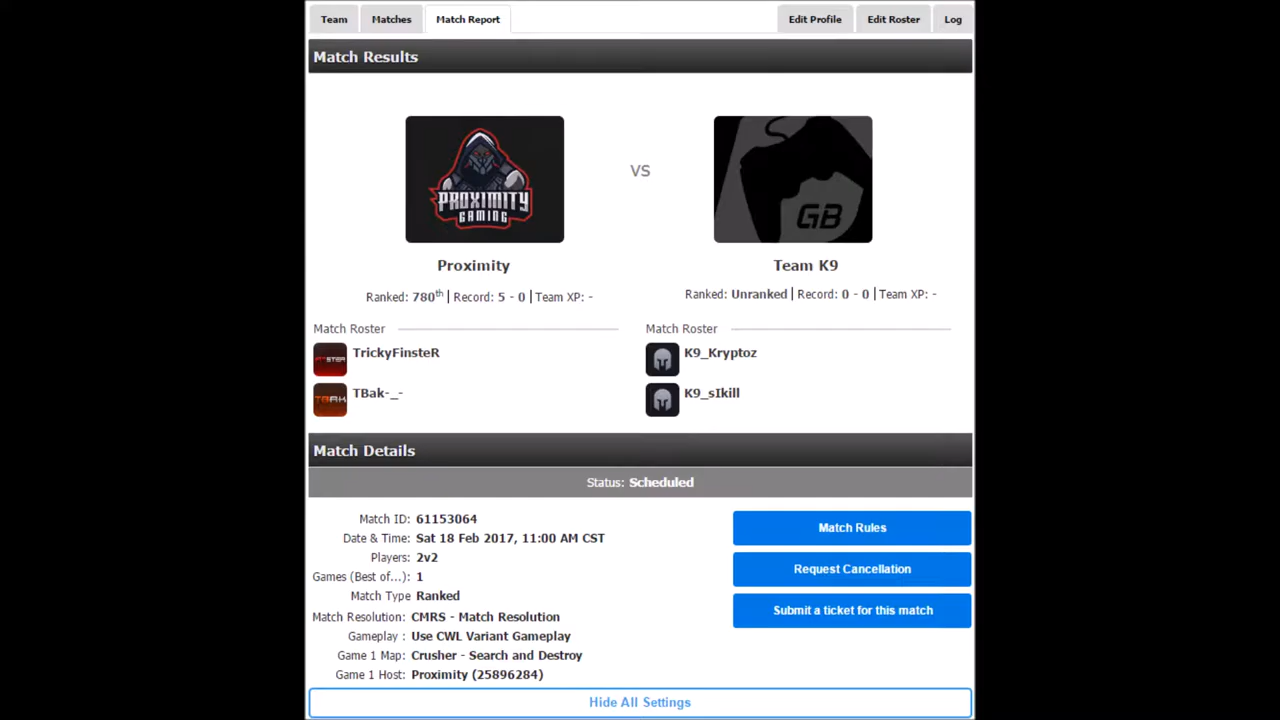 Team Matches Match Report Edit Profile Edit Roster Log
Match Results
PROXIMITY
GAMING
VS
GB
Proximity
Team K9
Ranked: 780th | Record: 5 - 0 | Team XP: -
Ranked: Unranked | Record: 0 - 0 | Team XP: -
Match Roster
TrickyFinsteR
TBAK
TBak-_-
Match Roster
K9_Kryptoz
K9_sIkill
Match Details
Status: Scheduled
Match ID: 61153064
Date & Time: Sat 18 Feb 2017, 11:00 AM CST
Players: 2v2
Games (Best of...): 1
Match Type Ranked
Match Resolution: CMRS - Match Resolution
Gameplay : Use CWL Variant Gameplay
Game 1 Map: Crusher - Search and Destroy
Game 1 Host: Proximity (25896284)
Match Rules
Request Cancellation
Submit a ticket for this match
Hide All Settings